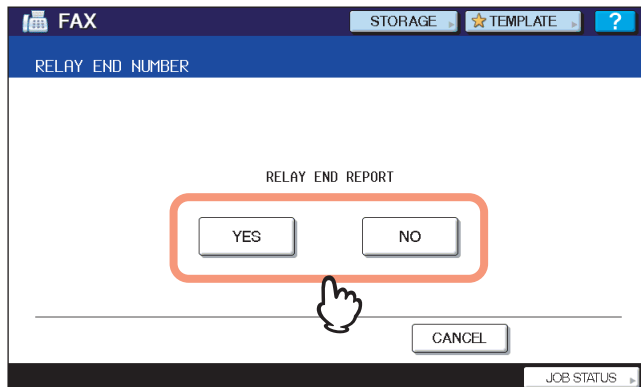 FAX STORAGE TEMPLATE ?
RELAY END NUMBER
RELAY END REPORT
YES NO
CANCEL
JOB STATUS